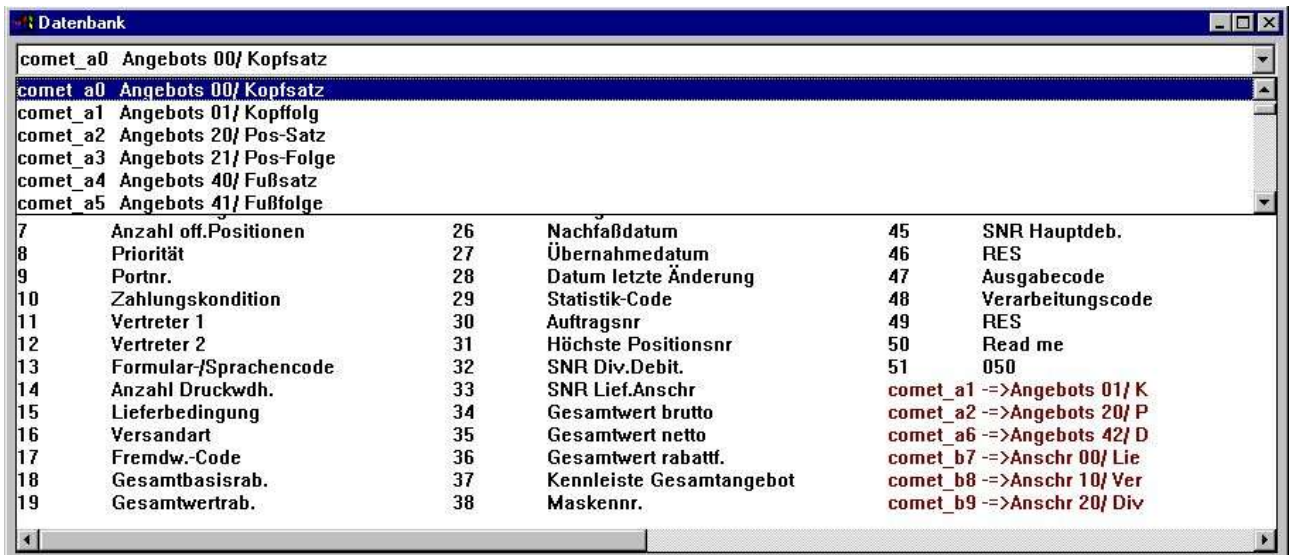 Datenbank
comet_a0 Angebots 00/ Kopfsatz
comet_a0 Angebots 00/ Kopfsatz
comet_a1 Angebots 01/ Kopffolg
comet_a2 Angebots 20/ Pos-Satz
comet_a3 Angebots 21/ Pos-Folge
comet_a4 Angebots 40/ Fußsatz
comet_a5 Angebots 41/ Fußfolge
7 Anzahl off.Positionen 26 Nachfaßdatum 45 SNR Hauptdeb.
8 Priorität 27 Übernahmedatum 46 RES
9 Portnr. 28 Datum letzte Änderung 47 Ausgabecode
10 Zahlungskondition 29 Statistik-Code 48 Verarbeitungscode
11 Vertreter 1 30 Auftragsnr 49 RES
12 Vertreter 2 31 Höchste Positionsnr 50 Read me
13 Formular-/Sprachencode 32 SNR Div.Debit. 51 050
14 Anzahl Druckwdh. 33 SNR Lief.Anschr comet_a1 -=>Angebots 01/ K
15 Lieferbedingung 34 Gesamtwert brutto comet_a2 -=>Angebots 20/ P
16 Versandart 35 Gesamtwert netto comet_a6 -=>Angebots 42/ D
17 Fremdw.-Code 36 Gesamtwert rabattf. comet_b7 -=>Anschr 00/ Lie
18 Gesamtbasisrab. 37 Kennleiste Gesamtangebot comet_b8 -=>Anschr 10/ Ver
19 Gesamtwertrab. 38 Maskennr. comet_b9 -=>Anschr 20/ Div